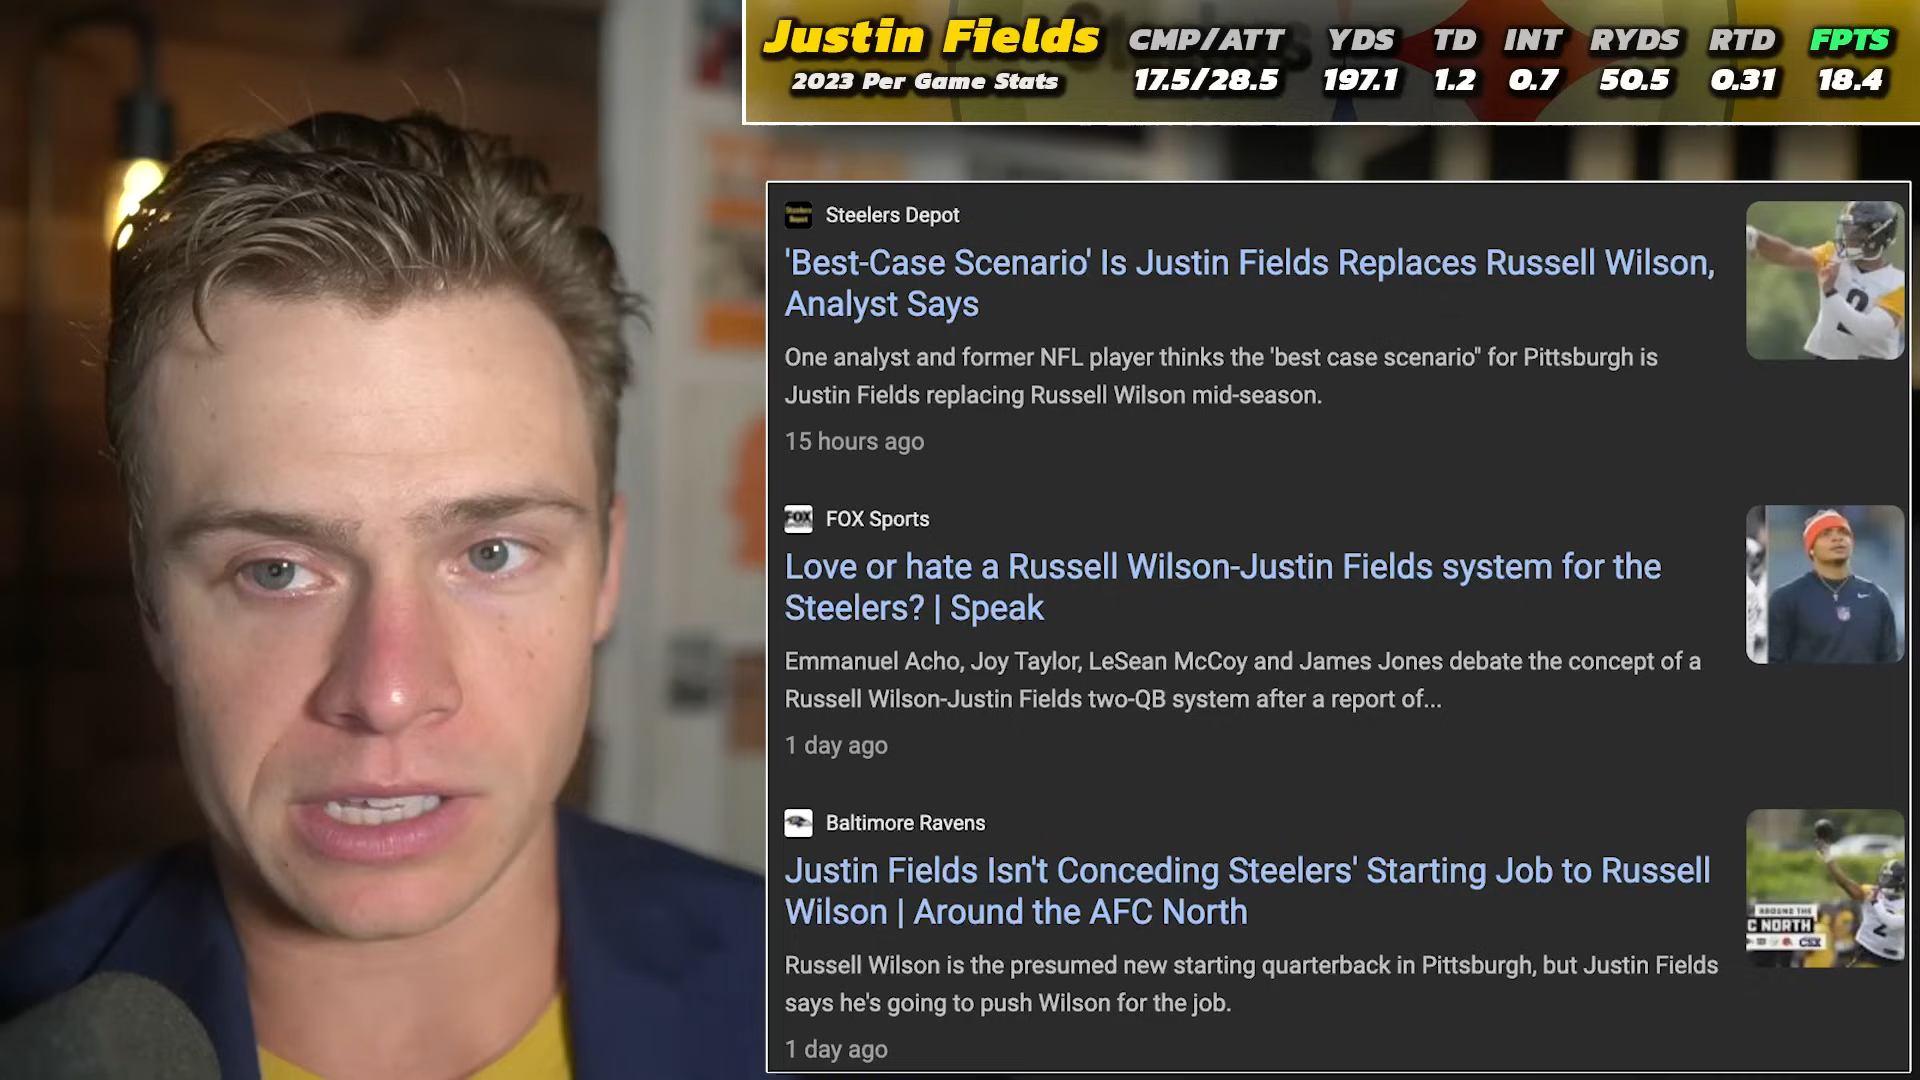 Justin Fields
2023 Per Game Stats
CMP/ATT YDS TD INT RYDS RTD FPTS
17.5/28.5 197.1 1.2 0.7 50.5 0.31 18.4
Steelers Depot
'Best-Case Scenario' Is Justin Fields Replaces Russell Wilson,
Analyst Says
One analyst and former NFL player thinks the 'best case scenario" for Pittsburgh is
Justin Fields replacing Russell Wilson mid-season.
15 hours ago
FOX
FOX Sports
Love or hate a Russell Wilson-Justin Fields system for the
Steelers? | Speak
Emmanuel Acho, Joy Taylor, LeSean McCoy and James Jones debate the concept of a
Russell Wilson-Justin Fields two-QB system after a report of...
1 day ago
Baltimore Ravens
Justin Fields Isn't Conceding Steelers' Starting Job to Russell
Wilson | Around the AFC North
Russell Wilson is the presumed new starting quarterback in Pittsburgh, but Justin Fields
says he's going to push Wilson for the job.
1 day ago
AROUND THE
C NORTH
CSX
2